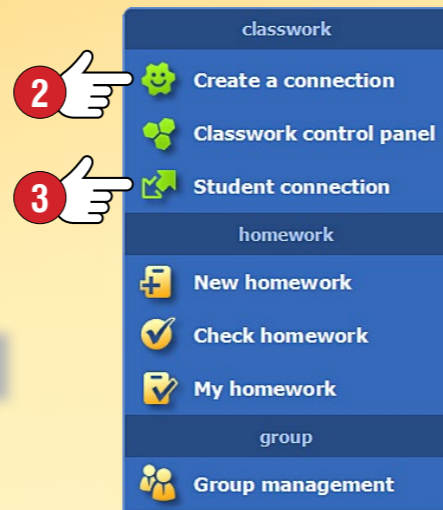 classwork
2
Create a connection
Classwork control panel
3
Student connection
homework
New homework
Check homework
My homework
group
Group management